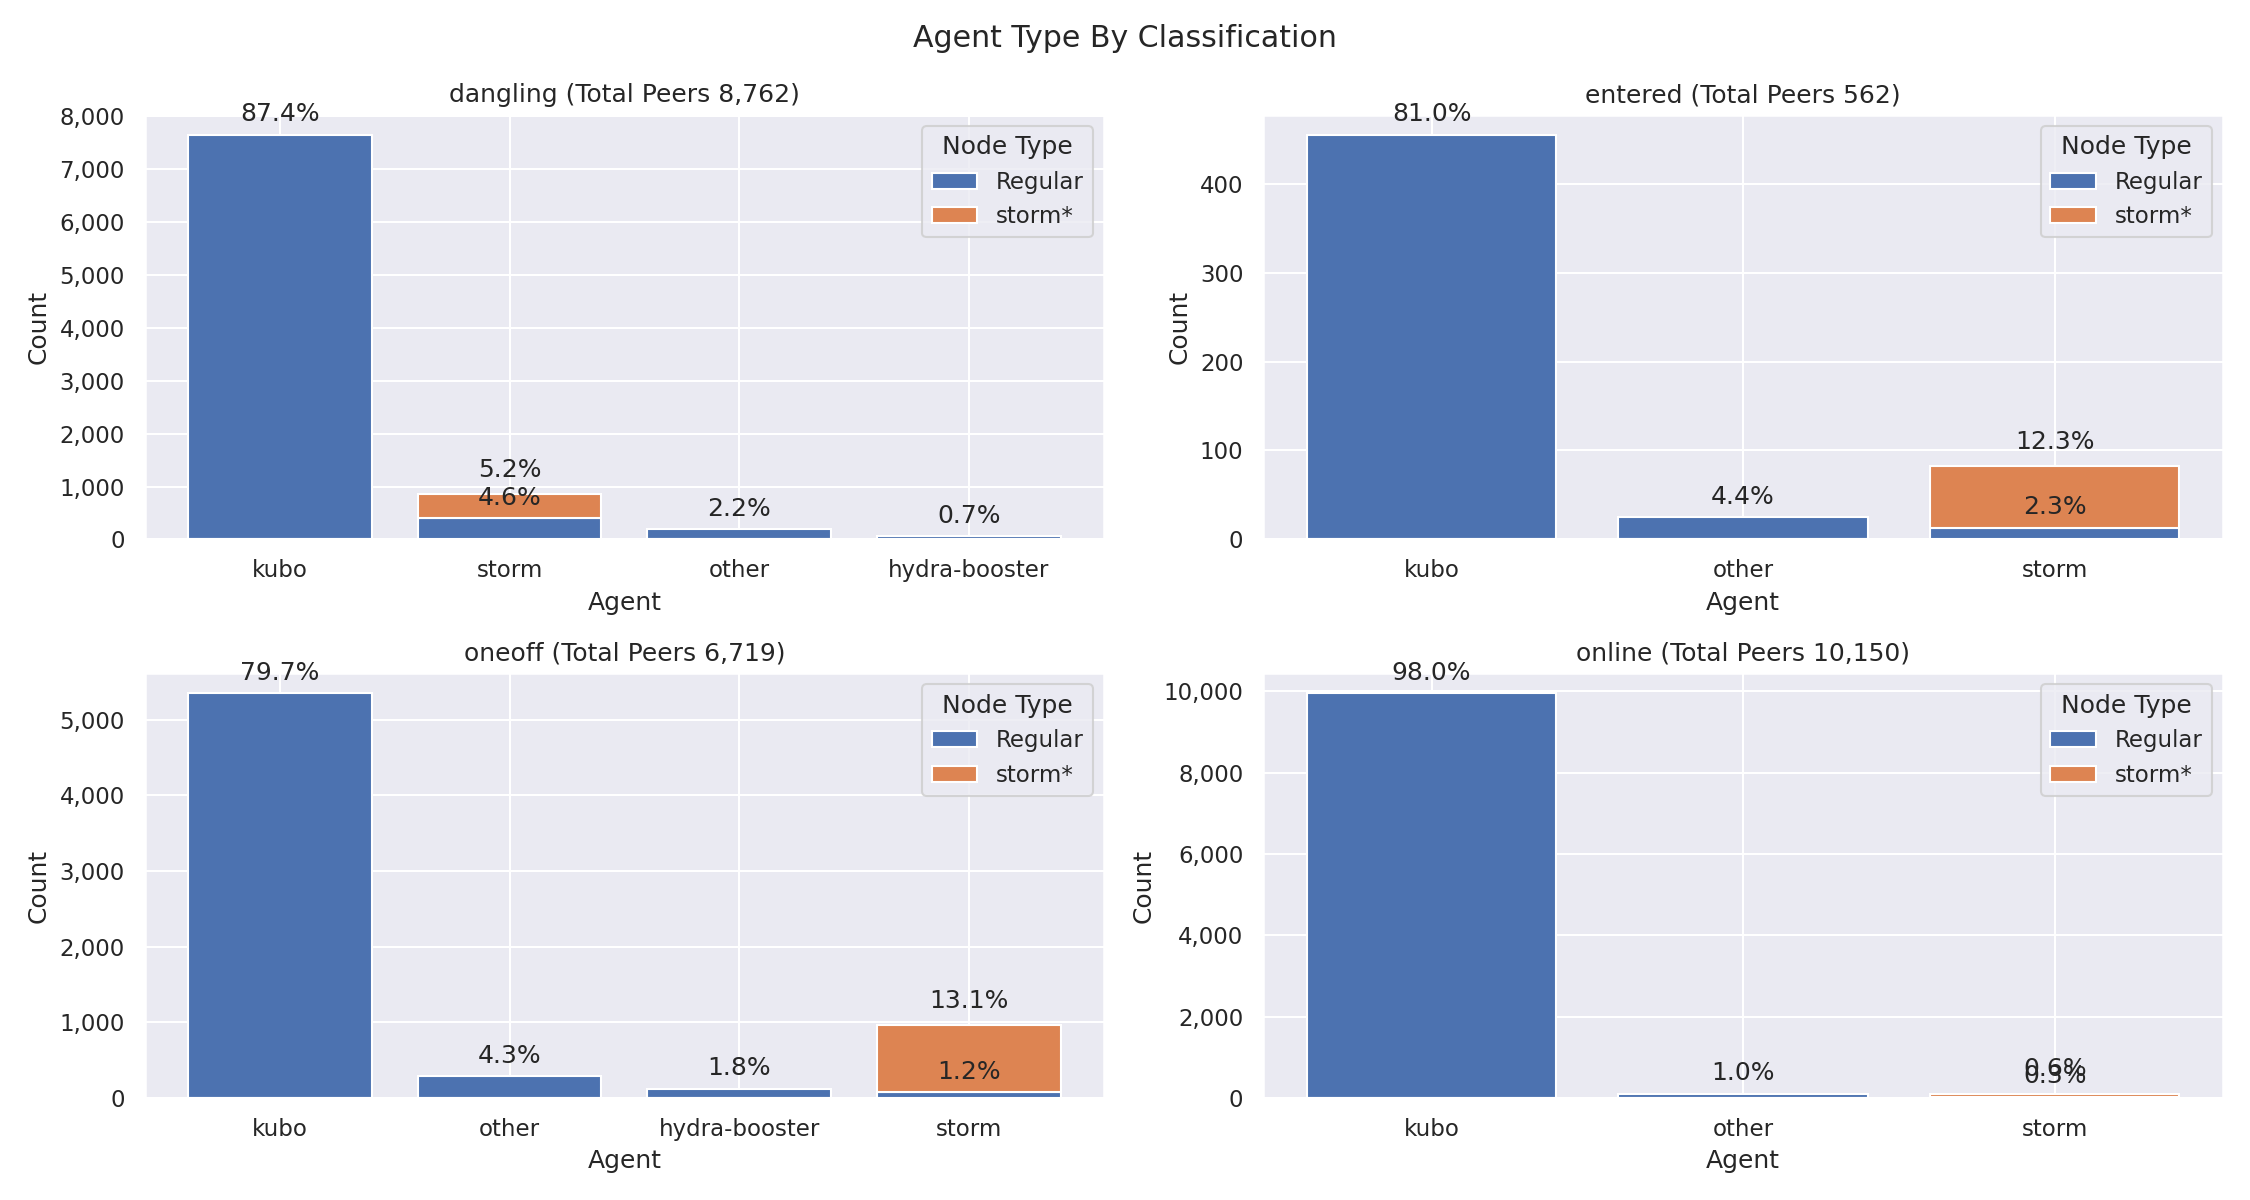 Agent Type By Classification
dangling (Total Peers 8,762)
87.4%
5.2%
4.6%
2.2%
0.7%
8,000
7,000
6,000
5,000
4,000
3,000
2,000
1,000
0
Count
kubo
storm
other
hydra-booster
Agent
Node Type
Regular
storm*
entered (Total Peers 562)
81.0%
4.4%
12.3%
2.3%
400
300
200
100
0
Count
kubo
other
storm
Agent
Node Type
Regular
storm*
oneoff (Total Peers 6,719)
79.7%
4.3%
1.8%
13.1%
1.2%
5,000
4,000
3,000
2,000
1,000
0
Count
kubo
other
hydra-booster
storm
Agent
Node Type
Regular
storm*
online (Total Peers 10,150)
98.0%
1.0%
0.6%
10,000
8,000
6,000
4,000
2,000
0
Count
kubo
other
storm
Agent
Node Type
Regular
storm*